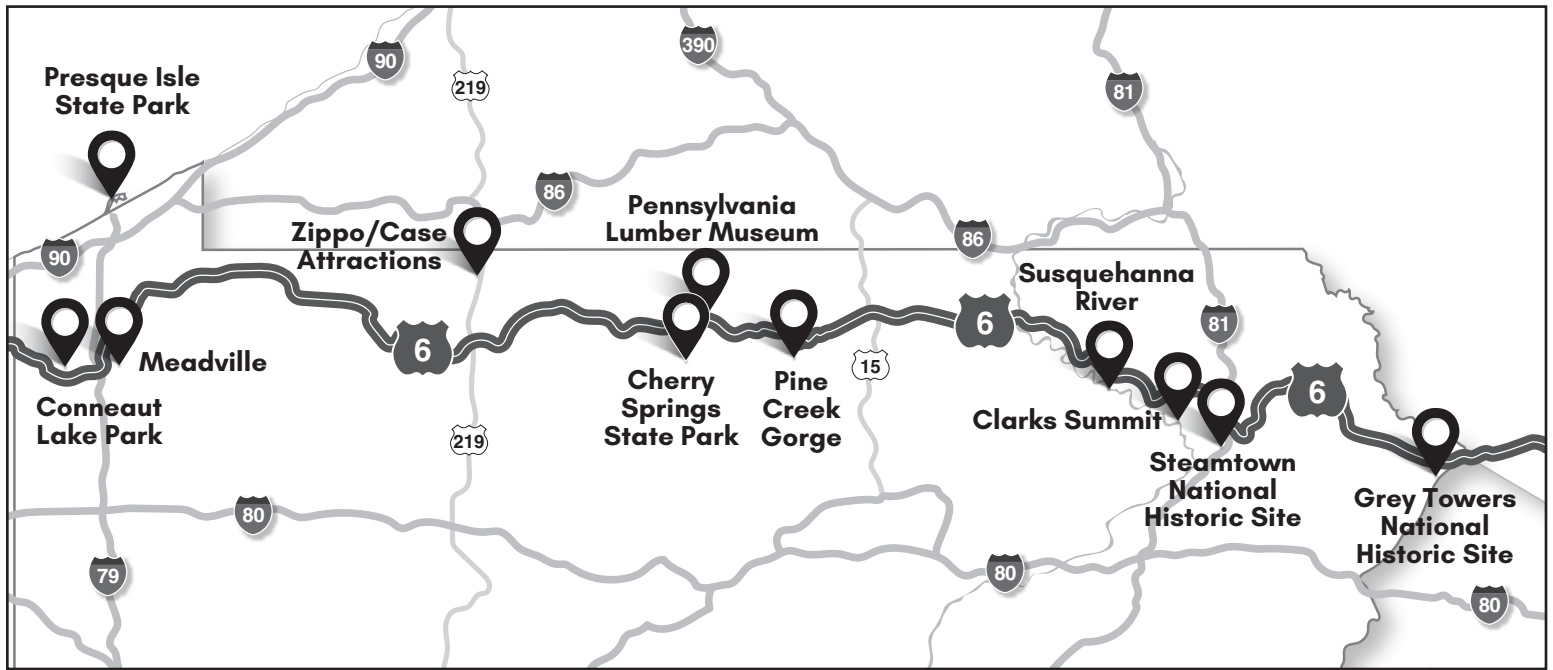 90
390
219
81
Presque Isle
State Park
86
Pennsylvania
Lumber Museum
Zippo/Case
Attractions
86
90
Susquehanna
River
6
6
81
Meadville
15
Cherry
Springs
State Park
Pine
Creek
Gorge
6
Conneaut
Lake Park
Clarks Summit
219
Steamtown
National
Historic Site
Grey Towers
National
Historic Site
80
79
80
80